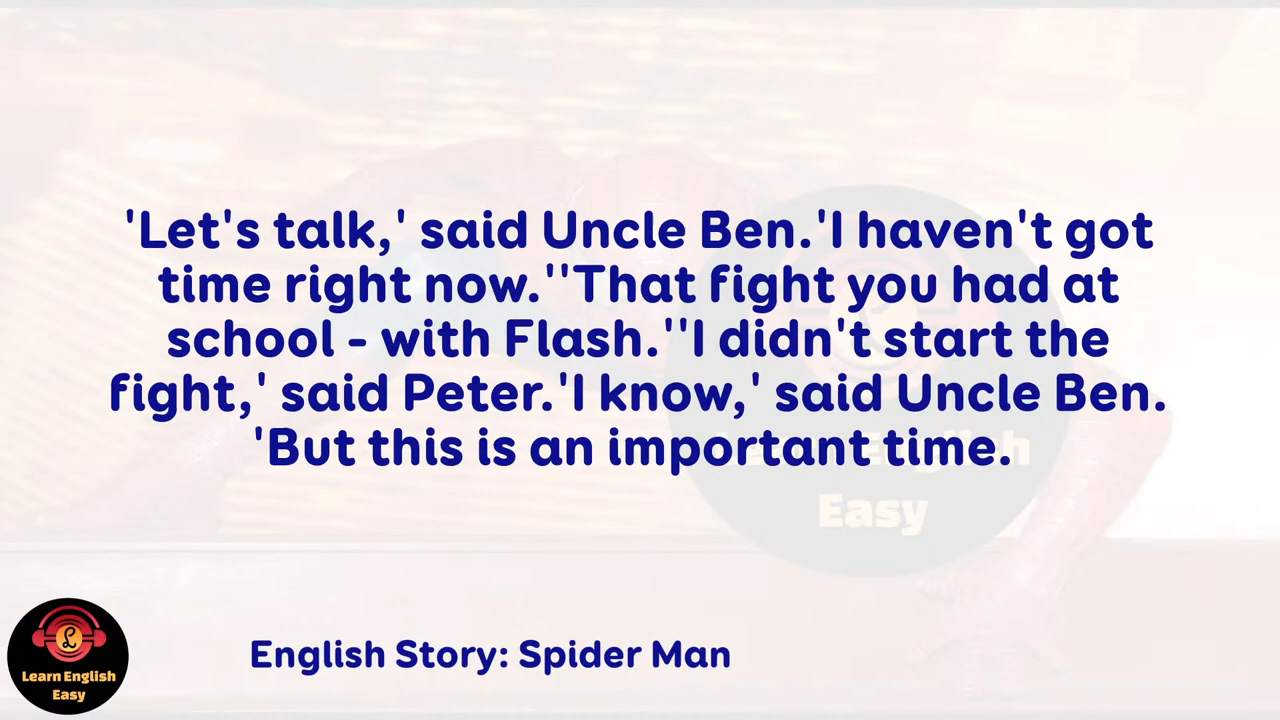 'Let's talk,' said Uncle Ben.'I haven't got
time right now.''That fight you had at
school - with Flash.''I didn't start the
fight,' said Peter.'I know,' said Uncle Ben.
'But this is an important time.
Easy
English Story: Spider Man
Learn English
Easy